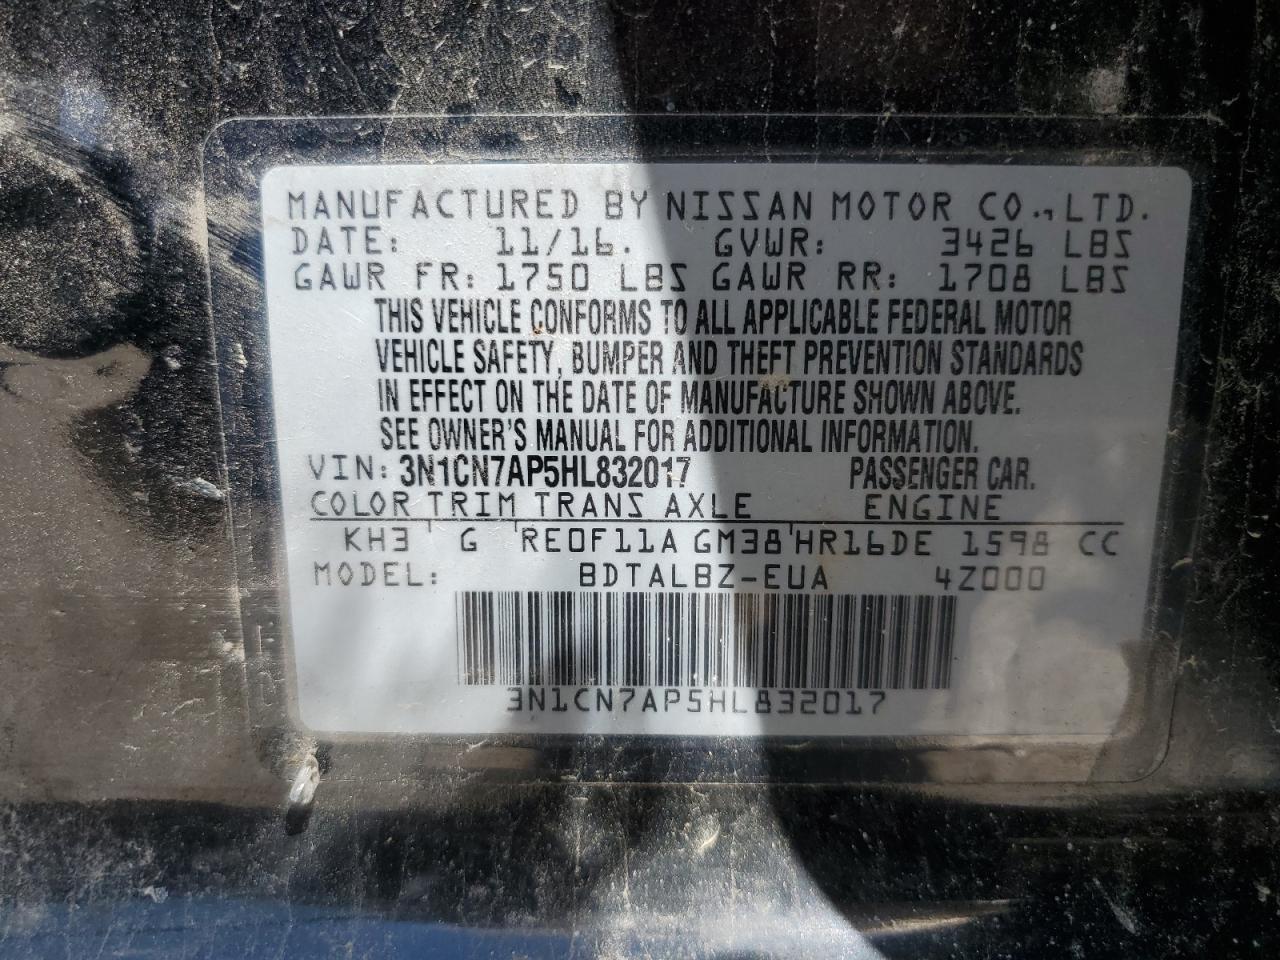 MANUFACTURED BY NISSAN MOTOR CO., LTD.
DATE: 11/16. GVWR: 3426 LBS
GAWR FR: 1750 LBS GAWR RR: 1708 LBS
THIS VEHICLE CONFORMS TO ALL APPLICABLE FEDERAL MOTOR
VEHICLE SAFETY, BUMPER AND THEFT PREVENTION STANDARDS
IN EFFECT ON THE DATE OF MANUFACTURE SHOWN ABOVE.
SEE OWNER'S MANUAL FOR ADDITIONAL INFORMATION.
VIN: 3N1CN7AP5HL832017 PASSENGER CAR.
COLOR TRIM TRANS AXLE ENGINE
KH3 ' G ' RE0F11A GM38 ' HR16DE 1598 CC
MODEL: BDTALBZ-EUA 4Z000
3N1CN7AP5HL832017